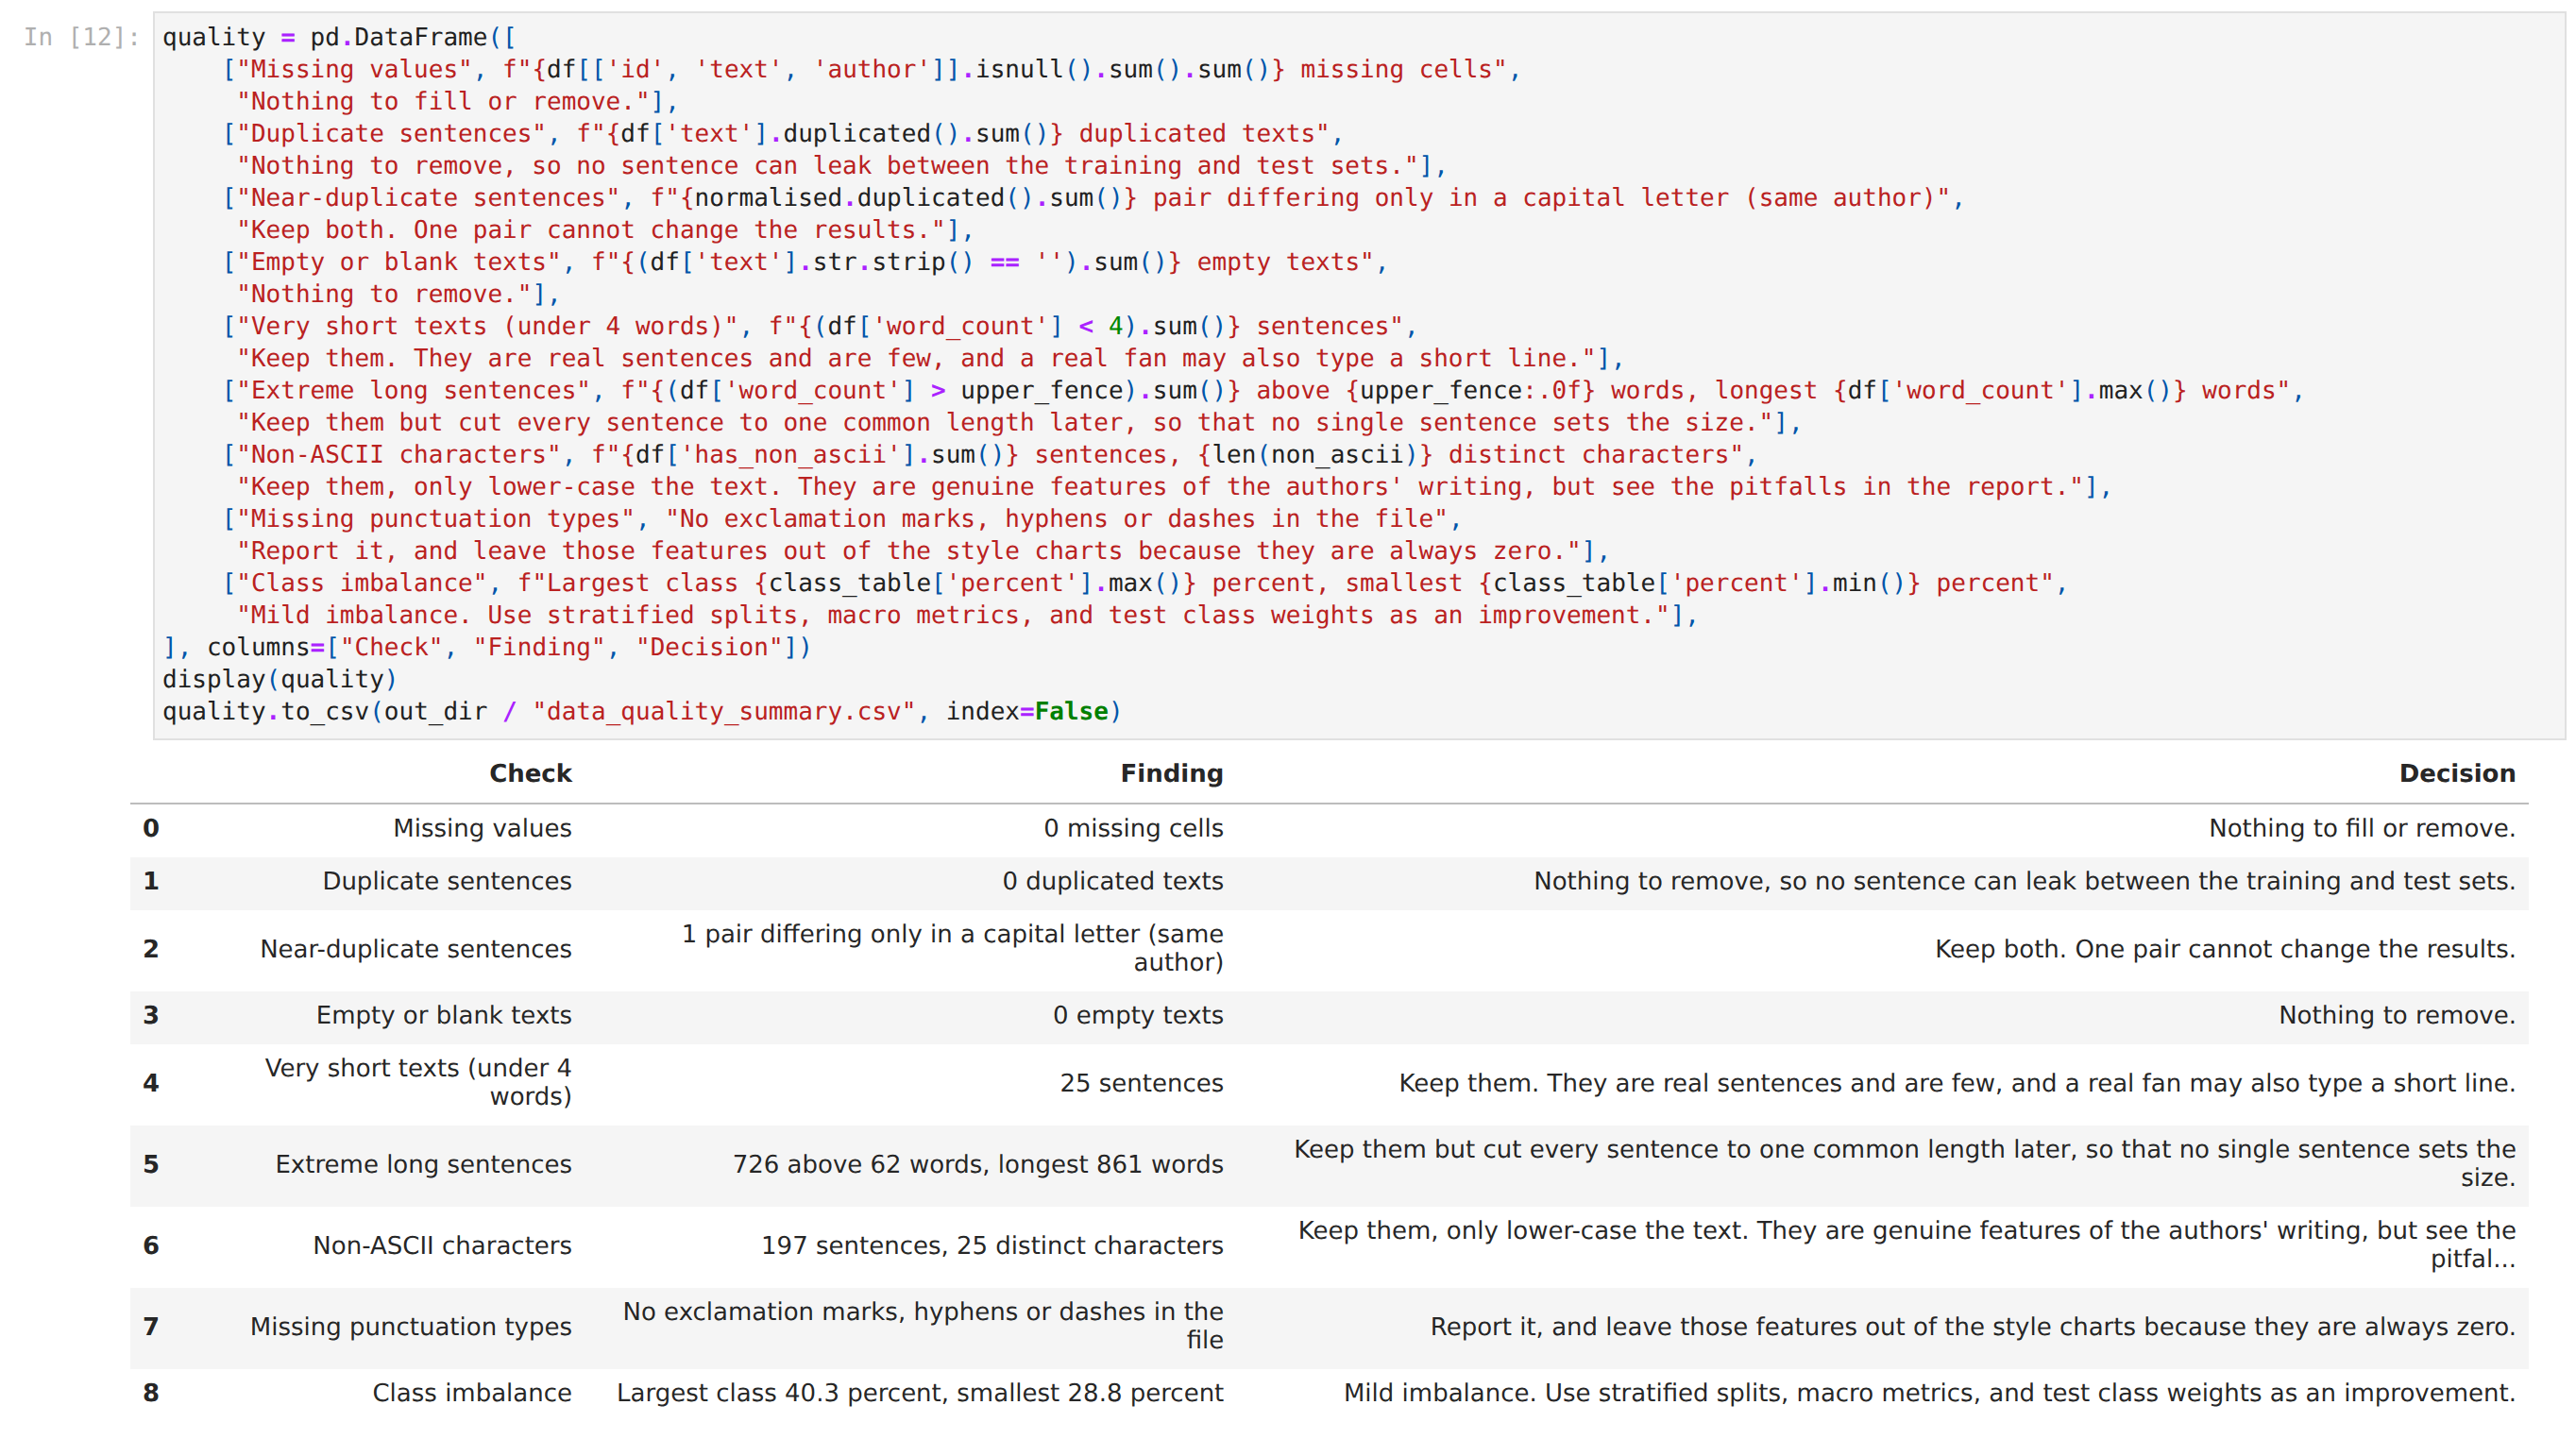 In [12]: quality = pd.DataFrame([
    ["Missing values", f"{df[['id', 'text', 'author']].isnull().sum().sum()} missing cells",
     "Nothing to fill or remove."],
    ["Duplicate sentences", f"{df['text'].duplicated().sum()} duplicated texts",
     "Nothing to remove, so no sentence can leak between the training and test sets."],
    ["Near-duplicate sentences", f"{normalised.duplicated().sum()} pair differing only in a capital letter (same author)",
     "Keep both. One pair cannot change the results."],
    ["Empty or blank texts", f"{(df['text'].str.strip() == '').sum()} empty texts",
     "Nothing to remove."],
    ["Very short texts (under 4 words)", f"{(df['word_count'] < 4).sum()} sentences",
     "Keep them. They are real sentences and are few, and a real fan may also type a short line."],
    ["Extreme long sentences", f"{(df['word_count'] > upper_fence).sum()} above {upper_fence:.0f} words, longest {df['word_count'].max()} words",
     "Keep them but cut every sentence to one common length later, so that no single sentence sets the size."],
    ["Non-ASCII characters", f"{df['has_non_ascii'].sum()} sentences, {len(non_ascii)} distinct characters",
     "Keep them, only lower-case the text. They are genuine features of the authors' writing, but see the pitfalls in the report."],
    ["Missing punctuation types", "No exclamation marks, hyphens or dashes in the file",
     "Report it, and leave those features out of the style charts because they are always zero."],
    ["Class imbalance", f"Largest class {class_table['percent'].max()} percent, smallest {class_table['percent'].min()} percent",
     "Mild imbalance. Use stratified splits, macro metrics, and test class weights as an improvement."],
], columns=["Check", "Finding", "Decision"])
display(quality)
quality.to_csv(out_dir / "data_quality_summary.csv", index=False)
Check Finding Decision
0 Missing values 0 missing cells Nothing to fill or remove.
1 Duplicate sentences 0 duplicated texts Nothing to remove, so no sentence can leak between the training and test sets.
2 Near-duplicate sentences 1 pair differing only in a capital letter (same
author) Keep both. One pair cannot change the results.
3 Empty or blank texts 0 empty texts Nothing to remove.
4 Very short texts (under 4
words) 25 sentences Keep them. They are real sentences and are few, and a real fan may also type a short line.
5 Extreme long sentences 726 above 62 words, longest 861 words Keep them but cut every sentence to one common length later, so that no single sentence sets the
size.
6 Non-ASCII characters 197 sentences, 25 distinct characters Keep them, only lower-case the text. They are genuine features of the authors' writing, but see the
pitfal...
7 Missing punctuation types No exclamation marks, hyphens or dashes in the
file Report it, and leave those features out of the style charts because they are always zero.
8 Class imbalance Largest class 40.3 percent, smallest 28.8 percent Mild imbalance. Use stratified splits, macro metrics, and test class weights as an improvement.